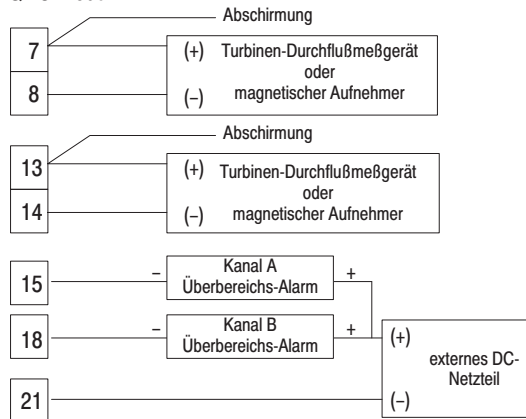 Abschirmung
7
(+) Turbinen-Durchflußmeßgerät
oder
8
(–) magnetischer Aufnehmer
Abschirmung
13
(+) Turbinen-Durchflußmeßgerät
oder
14
(–) magnetischer Aufnehmer
15
– Kanal A +
Überbereichs-Alarm
18
– Kanal B +
Überbereichs-Alarm
(+)
externes DC-
Netzteil
21
(–)